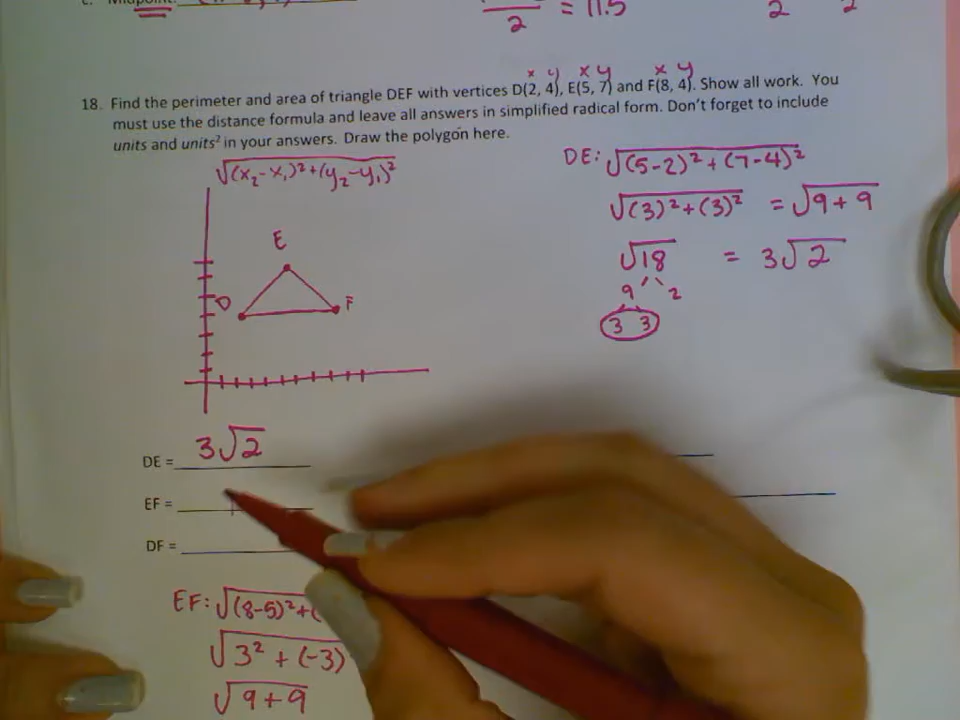 2 = 11.5 2 2
x y x y x y
18. Find the perimeter and area of triangle DEF with vertices D(2, 4), E(5, 7) and F(8, 4). Show all work. You
must use the distance formula and leave all answers in simplified radical form. Don't forget to include
units and units² in your answers. Draw the polygon here.
√(x₂-x₁)²+(y₂-y₁)²
DE: √(5-2)²+(7-4)²
√(3)²+(3)² = √9+9
√18 = 3√2
9 2
3 3
E
D F
DE = 3√2
EF =
DF =
EF: √(8-5)²+(
√3² + (-3)
√9+9